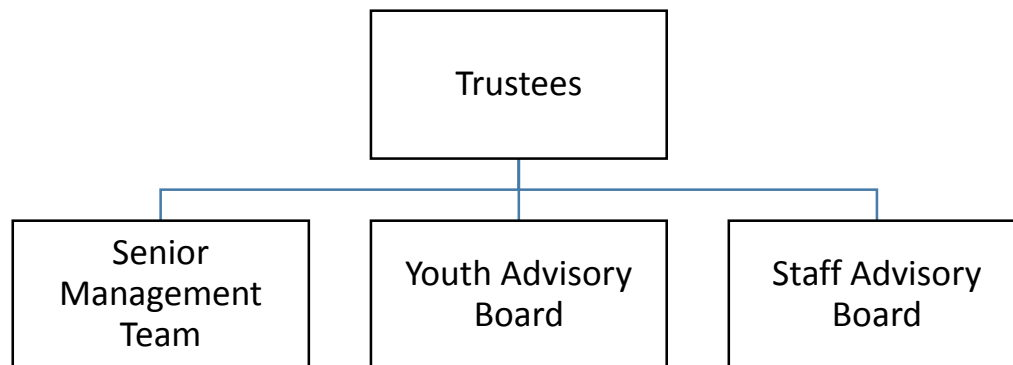 Trustees
Senior
Management
Team
Youth Advisory
Board
Staff Advisory
Board